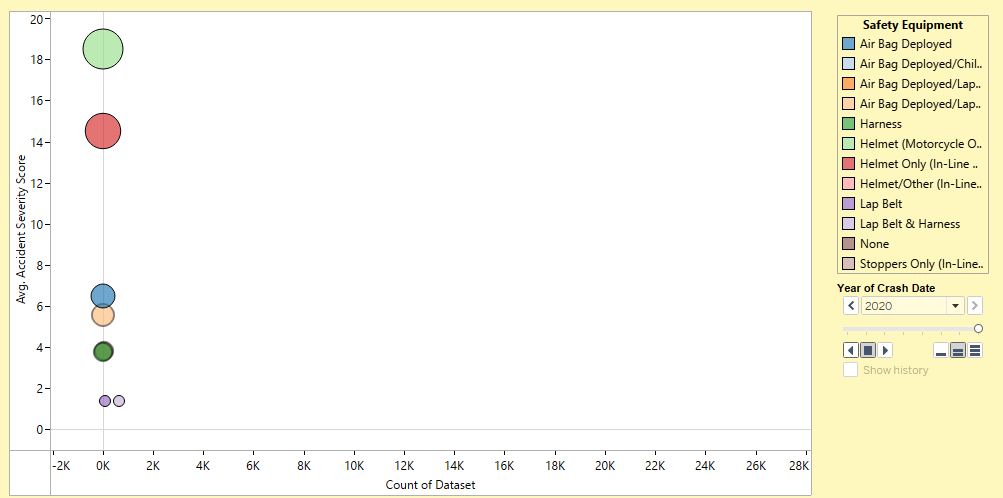 20
18
16
14
12
10
8
6
4
2
0
Avg. Accident Severity Score
-2K
0K
2K
4K
6K
8K
10K
12K
14K
16K
18K
20K
22K
24K
26K
28K
Count of Dataset
Safety Equipment
Air Bag Deployed
Air Bag Deployed/Chil..
Air Bag Deployed/Lap..
Air Bag Deployed/Lap..
Harness
Helmet (Motorcycle O..
Helmet Only (In-Line ..
Helmet/Other (In-Line..
Lap Belt
Lap Belt & Harness
None
Stoppers Only (In-Line..
Year of Crash Date
2020
Show history